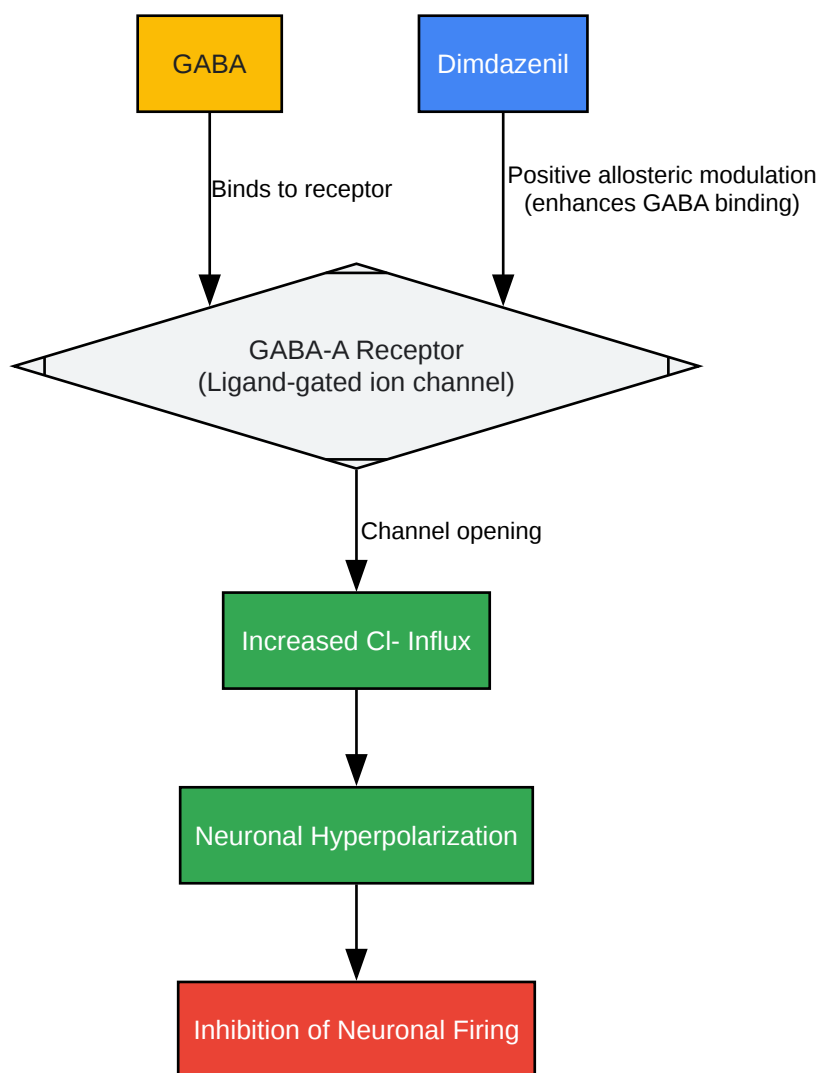 GABA
Dimdazenil
Binds to receptor
Positive allosteric modulation
(enhances GABA binding)
GABA-A Receptor
(Ligand-gated ion channel)
Channel opening
Increased Cl- Influx
Neuronal Hyperpolarization
Inhibition of Neuronal Firing